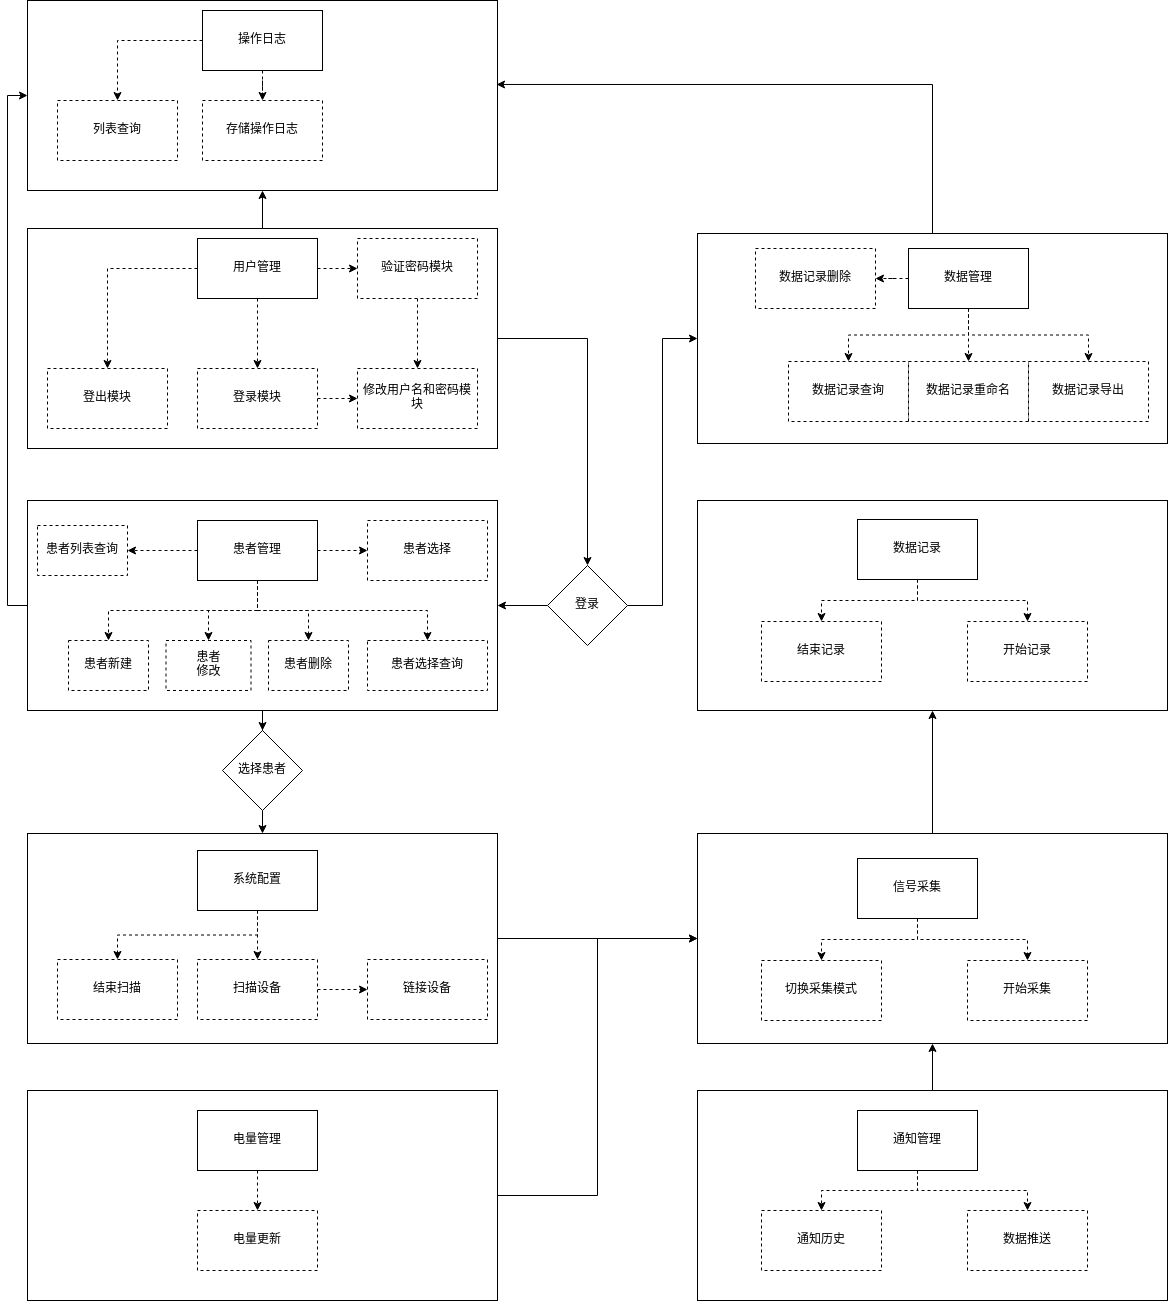 操作日志
列表查询
存储操作日志
用户管理
验证密码模块
登出模块
登录模块
修改用户名和密码模
块
数据记录删除
数据管理
数据记录查询
数据记录重命名
数据记录导出
患者列表查询
患者管理
患者选择
患者新建
患者
修改
患者删除
患者选择查询
登录
数据记录
结束记录
开始记录
选择患者
系统配置
结束扫描
扫描设备
链接设备
信号采集
切换采集模式
开始采集
电量管理
电量更新
通知管理
通知历史
数据推送